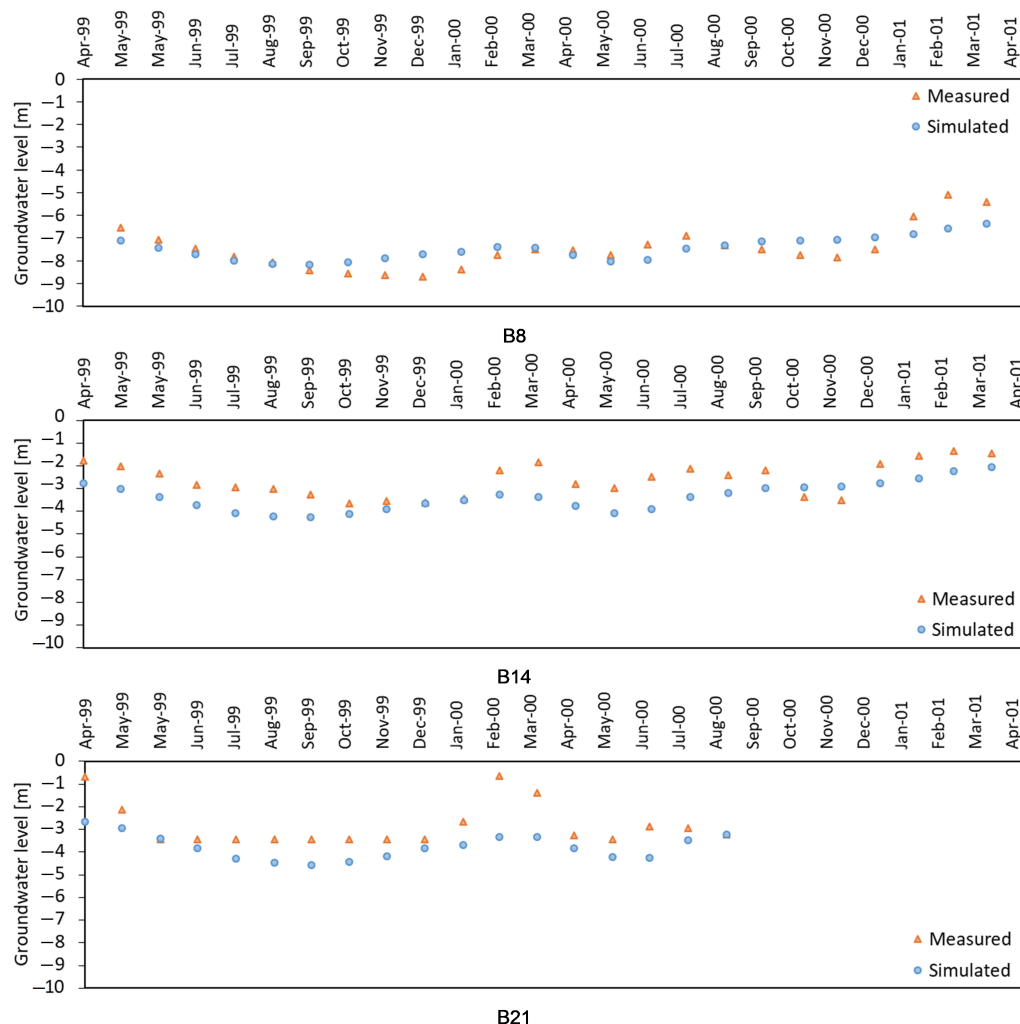 Apr-99 May-99 May-99 Jun-99 Jul-99 Aug-99 Sep-99 Oct-99 Nov-99 Dec-99 Jan-00 Feb-00 Mar-00 Apr-00 May-00 Jun-00 Jul-00 Aug-00 Sep-00 Oct-00 Nov-00 Dec-00 Jan-01 Feb-01 Mar-01 Apr-01
Groundwater level [m]
0
−1
−2
−3
−4
−5
−6
−7
−8
−9
−10
Measured
Simulated
B8
Apr-99 May-99 May-99 Jun-99 Jul-99 Aug-99 Sep-99 Oct-99 Nov-99 Dec-99 Jan-00 Feb-00 Mar-00 Apr-00 May-00 Jun-00 Jul-00 Aug-00 Sep-00 Oct-00 Nov-00 Dec-00 Jan-01 Feb-01 Mar-01 Apr-01
Groundwater level [m]
0
−1
−2
−3
−4
−5
−6
−7
−8
−9
−10
Measured
Simulated
B14
Apr-99 May-99 May-99 Jun-99 Jul-99 Aug-99 Sep-99 Oct-99 Nov-99 Dec-99 Jan-00 Feb-00 Mar-00 Apr-00 May-00 Jun-00 Jul-00 Aug-00 Sep-00 Oct-00 Nov-00 Dec-00 Jan-01 Feb-01 Mar-01 Apr-01
Groundwater level [m]
0
−1
−2
−3
−4
−5
−6
−7
−8
−9
−10
Measured
Simulated
B21